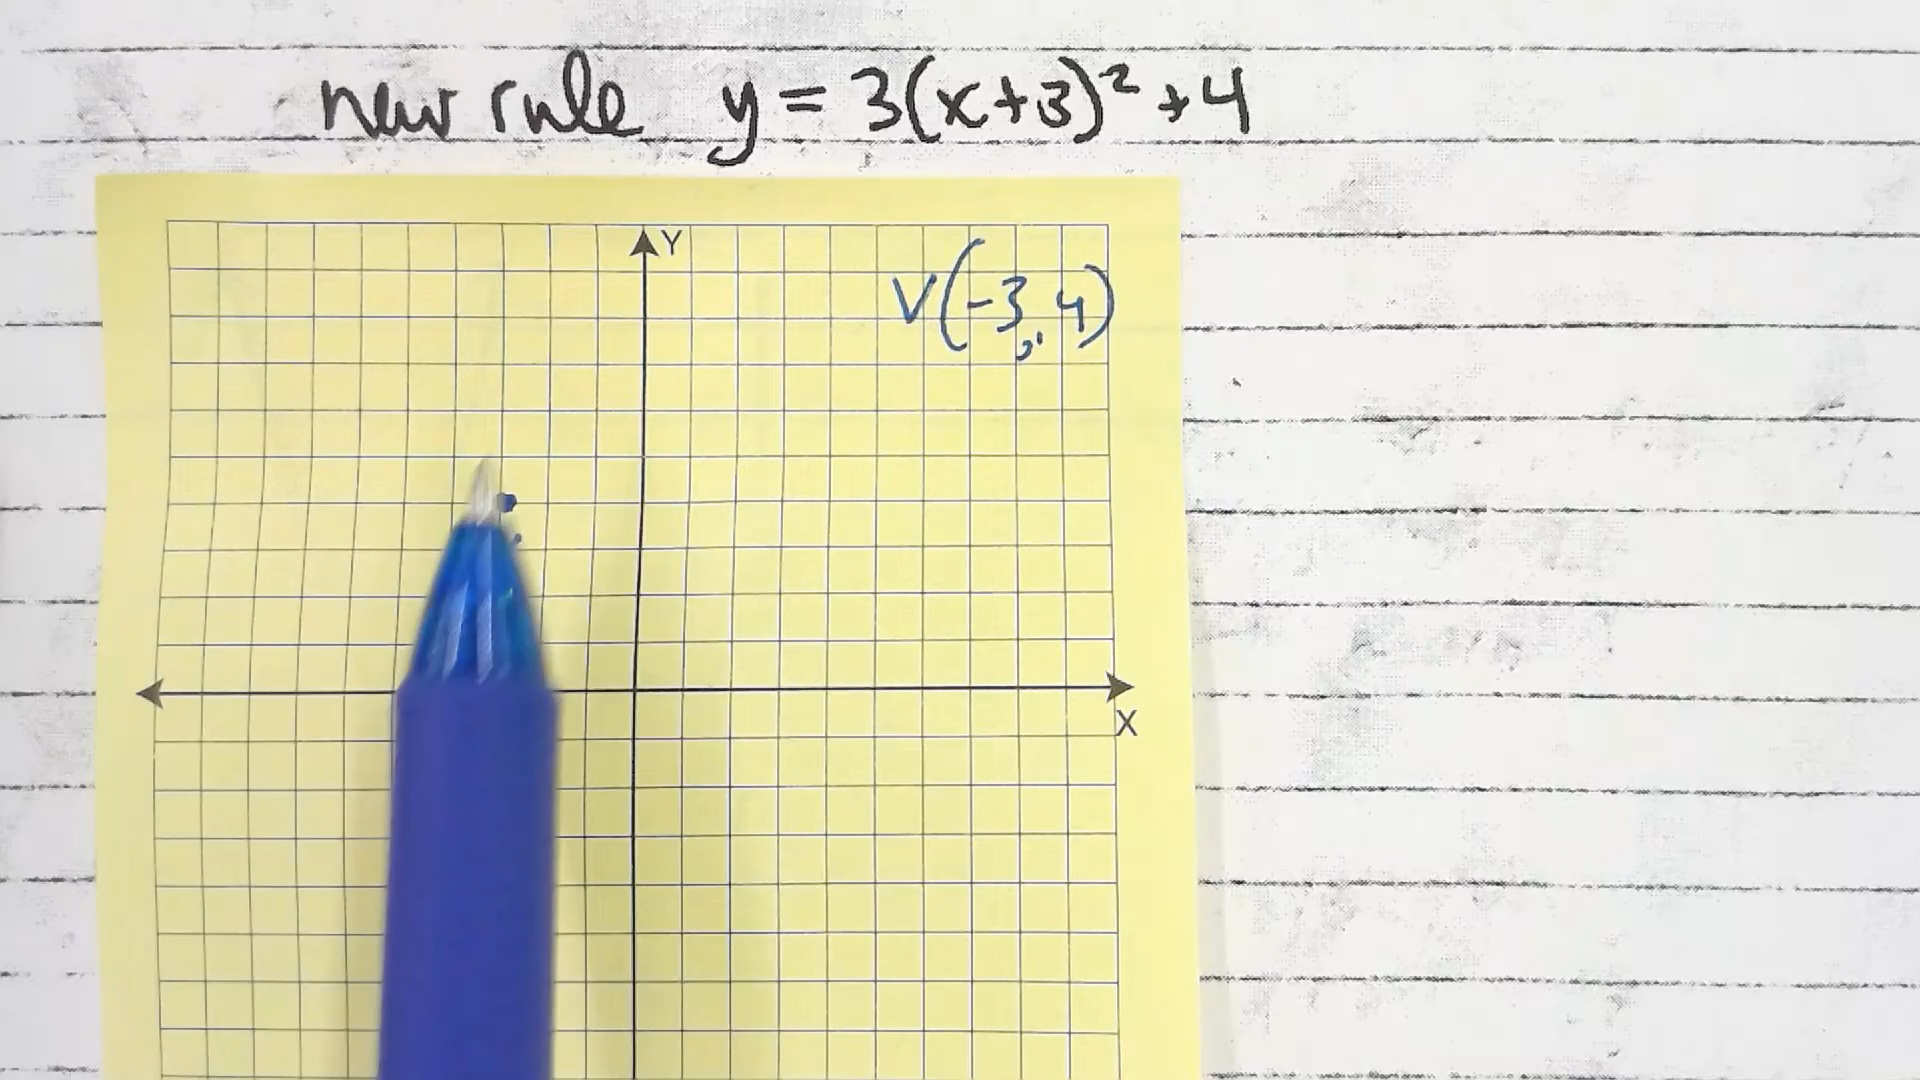 new rule y = 3(x+3)² + 4
Y
V(-3, 4)
X